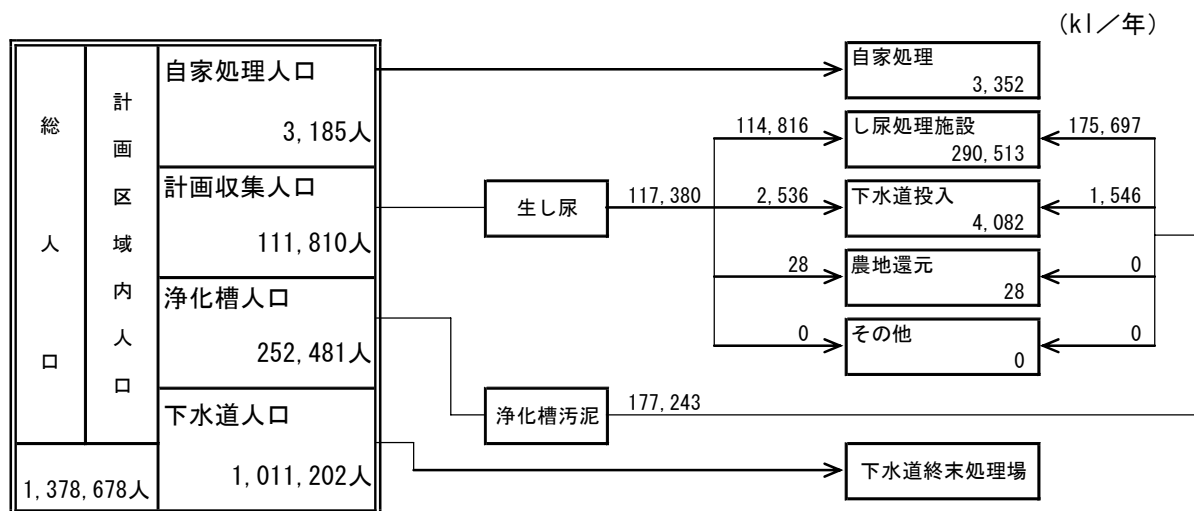 (kl／年)
総人口
計画区域内人口
自家処理人口
3,185人
計画収集人口
111,810人
浄化槽人口
252,481人
下水道人口
1,011,202人
1,378,678人
生し尿
117,380
浄化槽汚泥
177,243
114,816
2,536
28
0
自家処理
3,352
し尿処理施設
290,513
下水道投入
4,082
農地還元
28
その他
0
下水道終末処理場
175,697
1,546
0
0